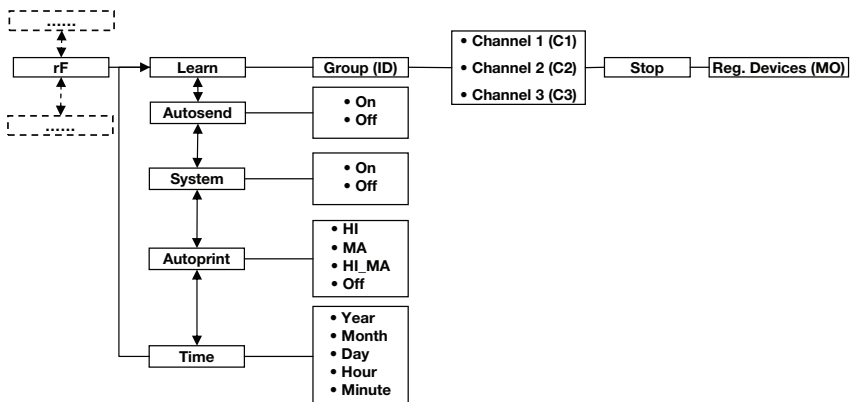 ......
rF
......
Learn
Group (ID)
• Channel 1 (C1)
• Channel 2 (C2)
• Channel 3 (C3)
Stop
Reg. Devices (MO)
Autosend
• On
• Off
System
• On
• Off
Autoprint
• HI
• MA
• HI_MA
• Off
Time
• Year
• Month
• Day
• Hour
• Minute